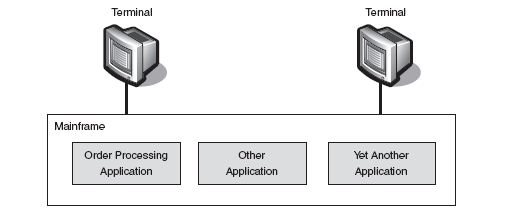 Terminal
Terminal
Mainframe
Order Processing
Application
Other
Application
Yet Another
Application